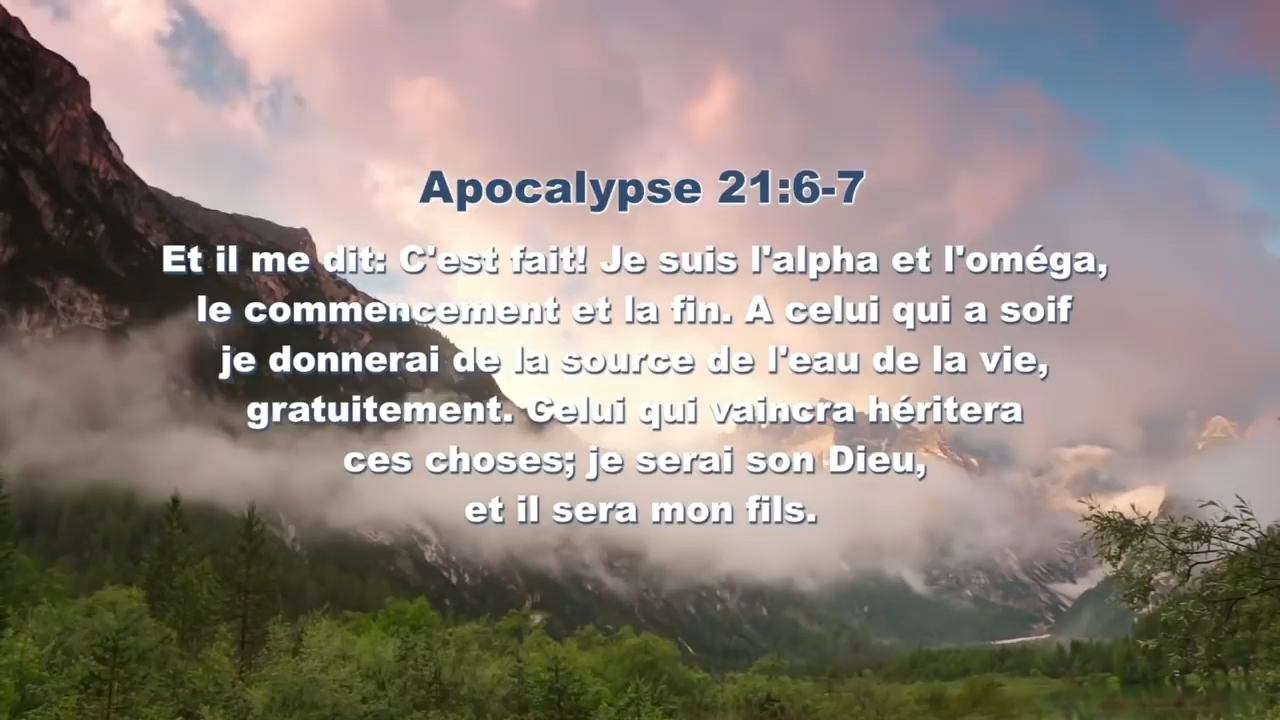 Apocalypse 21:6-7
Et il me dit: C'est fait! Je suis l'alpha et l'oméga,
le commencement et la fin. A celui qui a soif
je donnerai de la source de l'eau de la vie,
gratuitement. Celui qui vaincra héritera
ces choses; je serai son Dieu,
et il sera mon fils.